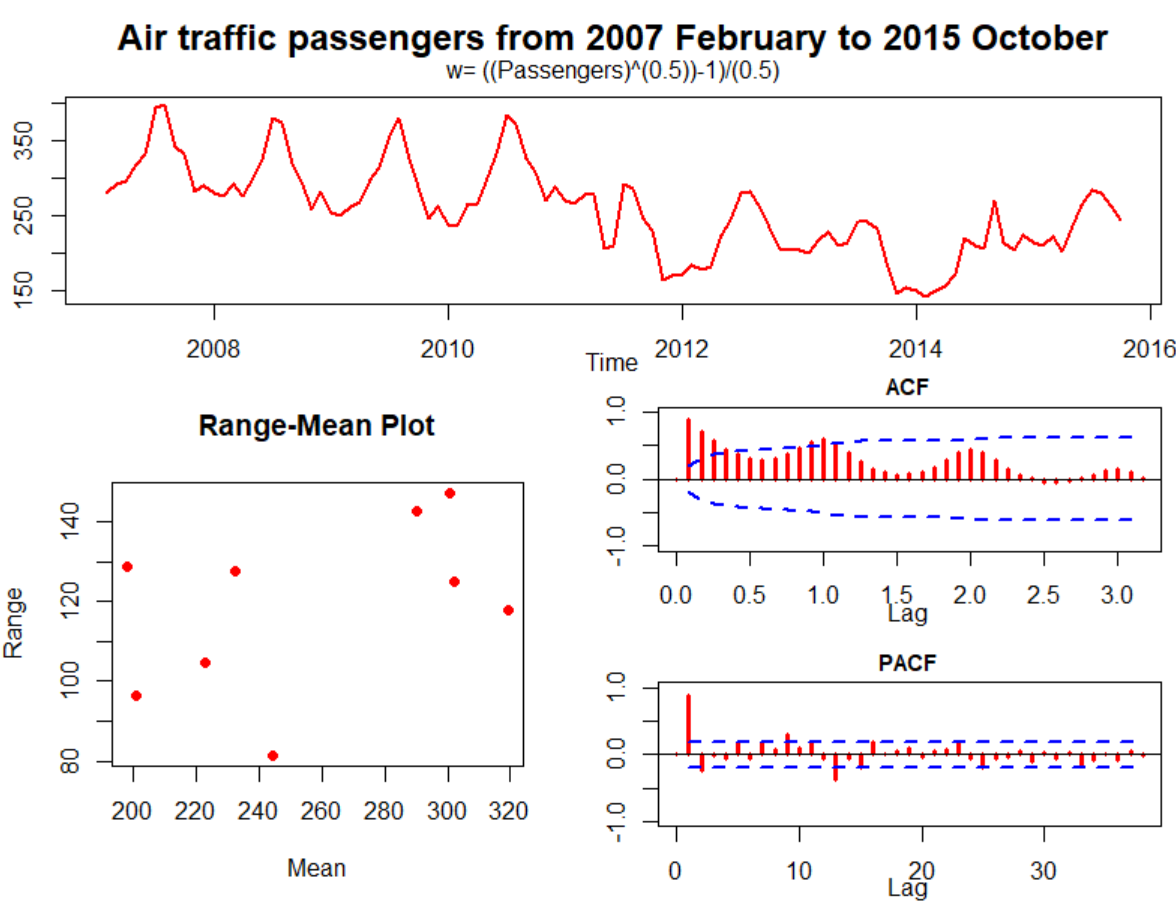 Air traffic passengers from 2007 February to 2015 October
w= ((Passengers)^(0.5))-1)/(0.5)
350
250
150
2008 2010 2012 2014 2016
Time
Range-Mean Plot
Range
140
120
100
80
200 220 240 260 280 300 320
Mean
ACF
1.0
0.0
-1.0
0.0 0.5 1.0 1.5 2.0 2.5 3.0
Lag
PACF
1.0
0.0
-1.0
0 10 20 30
Lag